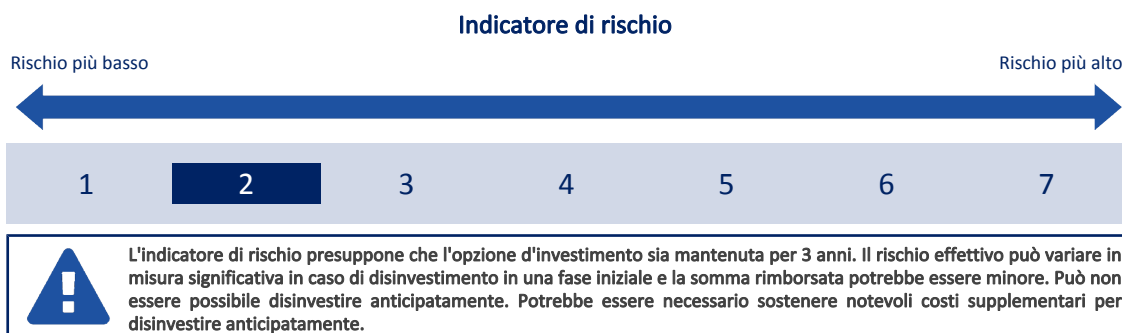 Indicatore di rischio
Rischio più basso
Rischio più alto
1 2 3 4 5 6 7
L'indicatore di rischio presuppone che l'opzione d'investimento sia mantenuta per 3 anni. Il rischio effettivo può variare in
misura significativa in caso di disinvestimento in una fase iniziale e la somma rimborsata potrebbe essere minore. Può non
essere possibile disinvestire anticipatamente. Potrebbe essere necessario sostenere notevoli costi supplementari per
disinvestire anticipatamente.